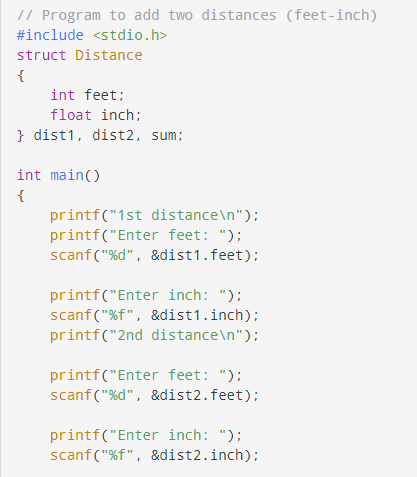 // Program to add two distances (feet-inch)
#include <stdio.h>
struct Distance
{
    int feet;
    float inch;
} dist1, dist2, sum;

int main()
{
    printf("1st distance\n");
    printf("Enter feet: ");
    scanf("%d", &dist1.feet);

    printf("Enter inch: ");
    scanf("%f", &dist1.inch);
    printf("2nd distance\n");

    printf("Enter feet: ");
    scanf("%d", &dist2.feet);

    printf("Enter inch: ");
    scanf("%f", &dist2.inch);